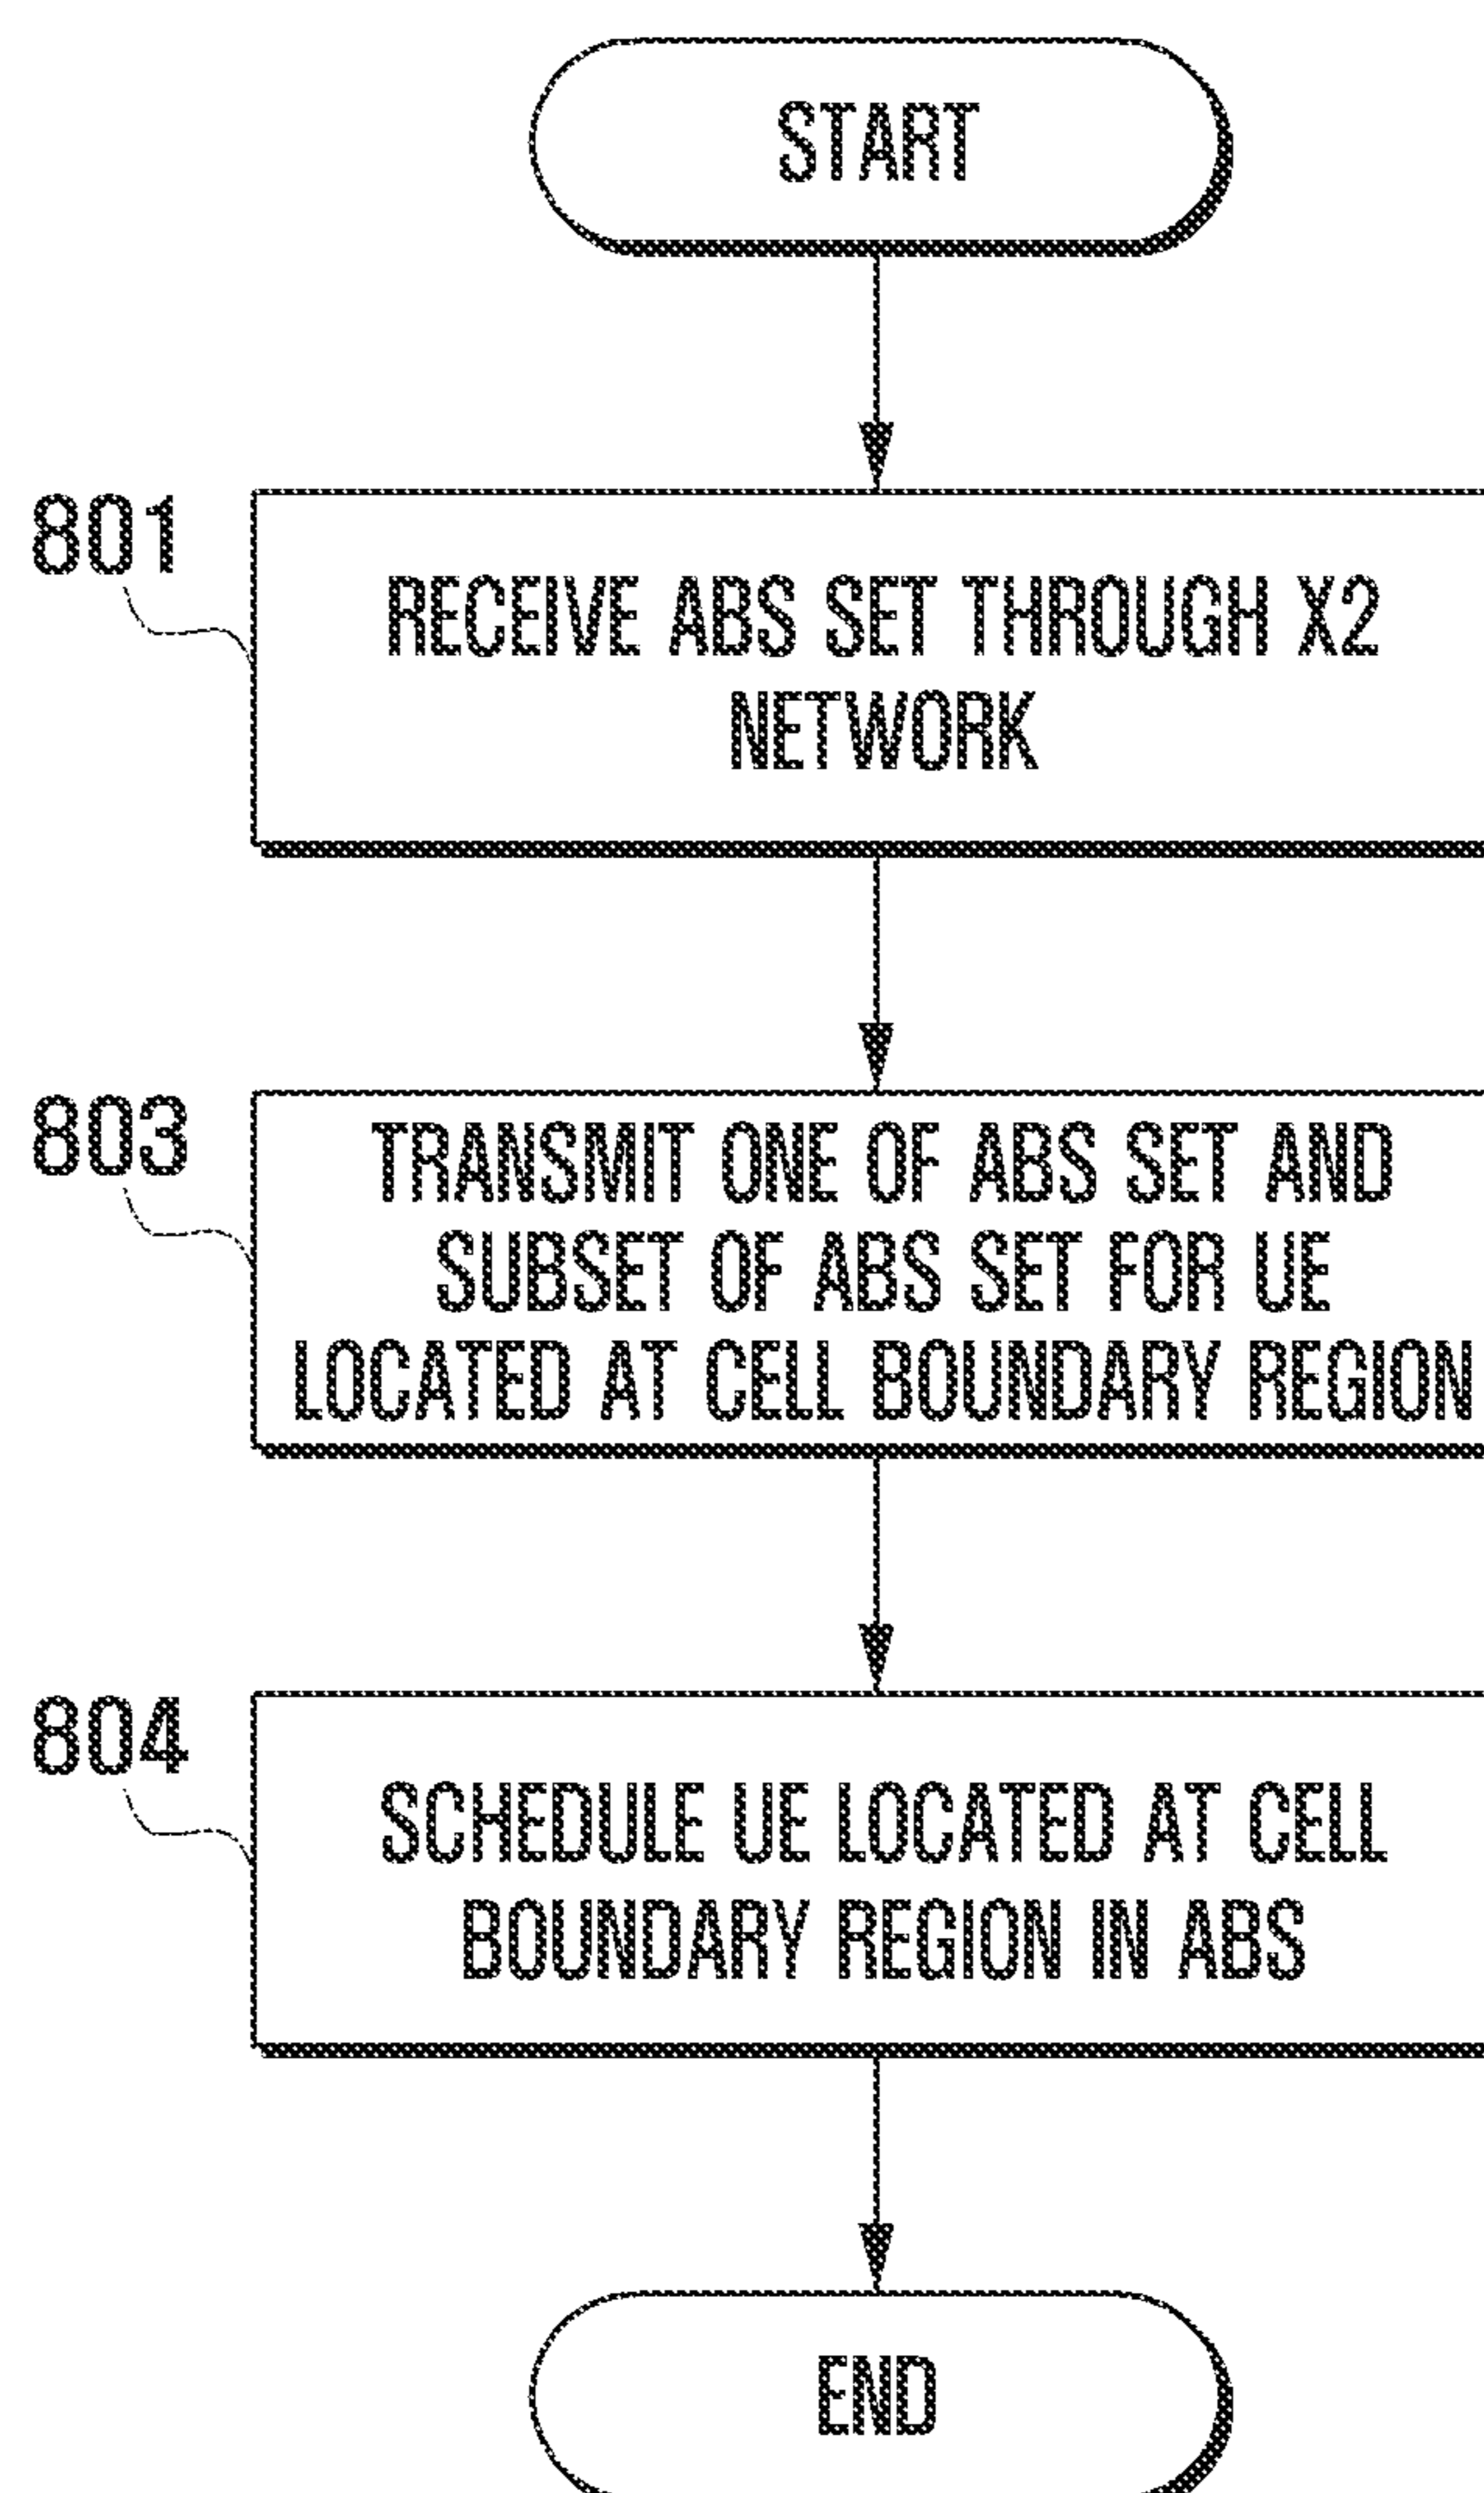 START
801
RECEIVE ABS SET THROUGH X2
NETWORK
803
TRANSMIT ONE OF ABS SET AND
SUBSET OF ABS SET FOR UE
LOCATED AT CELL BOUNDARY REGION
804
SCHEDULE UE LOCATED AT CELL
BOUNDARY REGION IN ABS
END